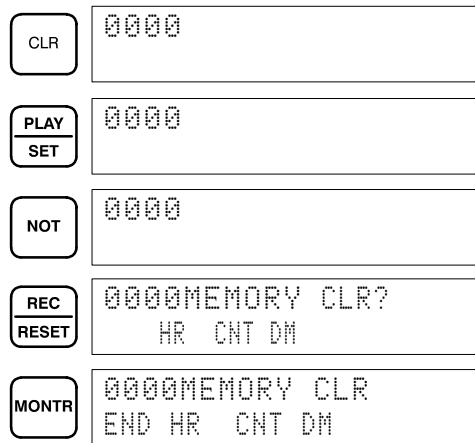 CLR
0000
PLAY
SET
0000
NOT
0000
REC
RESET
0000MEMORY CLR?
HR CNT DM
MONTR
0000MEMORY CLR
END HR CNT DM